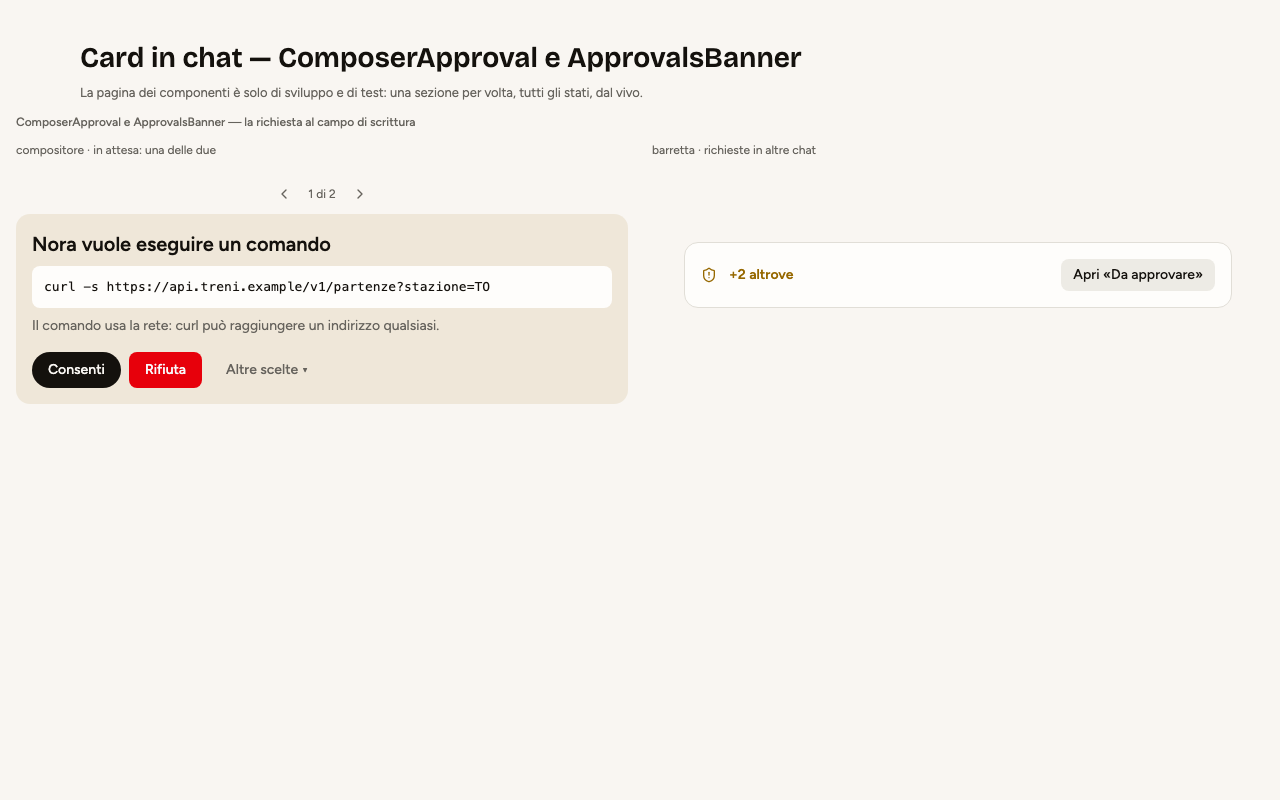 Card in chat — ComposerApproval e ApprovalsBanner
La pagina dei componenti è solo di sviluppo e di test: una sezione per volta, tutti gli stati, dal vivo.
ComposerApproval e ApprovalsBanner — la richiesta al campo di scrittura
compositore · in attesa: una delle due
barretta · richieste in altre chat
1 di 2
Nora vuole eseguire un comando
curl -s https://api.treni.example/v1/partenze?stazione=TO
Il comando usa la rete: curl può raggiungere un indirizzo qualsiasi.
Consenti
Rifiuta
Altre scelte ▾
+2 altrove
Apri «Da approvare»